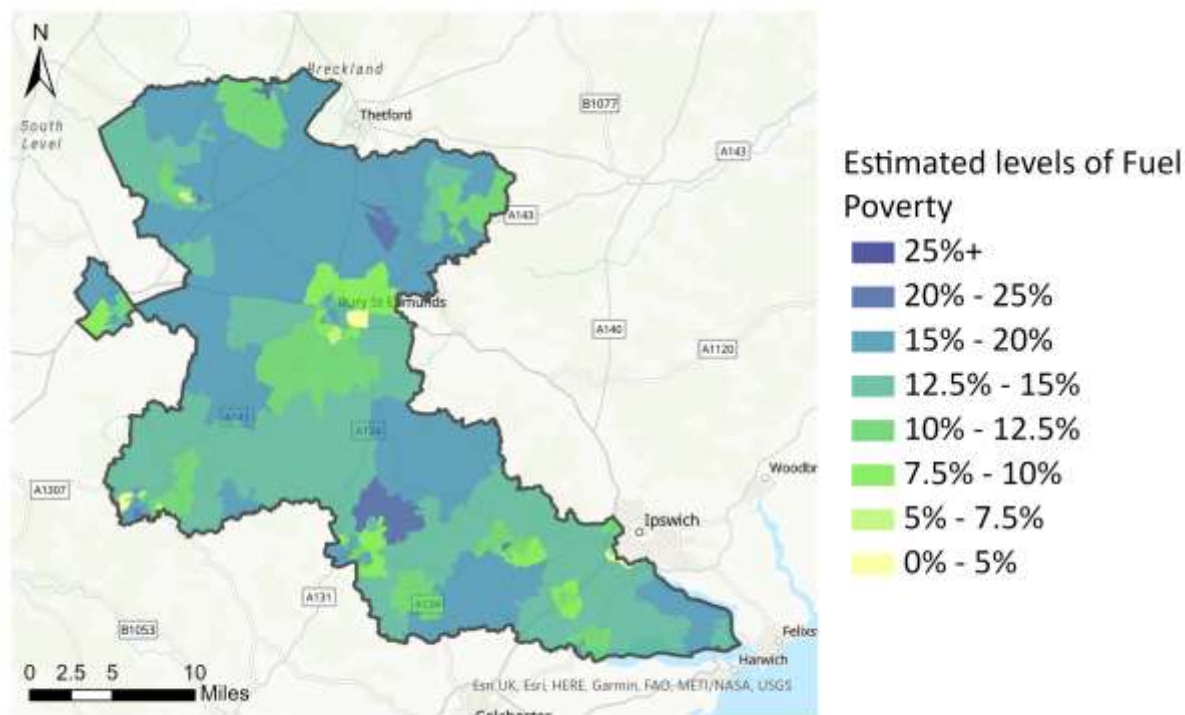 N
Breckland
Thetford
B1077
South
Level
A143
A143
Bury St Edmunds
A140
A1120
A143
A134
Woodbr
A1307
Ipswich
A131
A134
B1053
Felixs
Harwich
0 2.5 5 10
Miles
Esri UK, Esri, HERE, Garmin, FAO, METI/NASA, USGS
Colchester
Estimated levels of Fuel
Poverty
25%+
20% - 25%
15% - 20%
12.5% - 15%
10% - 12.5%
7.5% - 10%
5% - 7.5%
0% - 5%